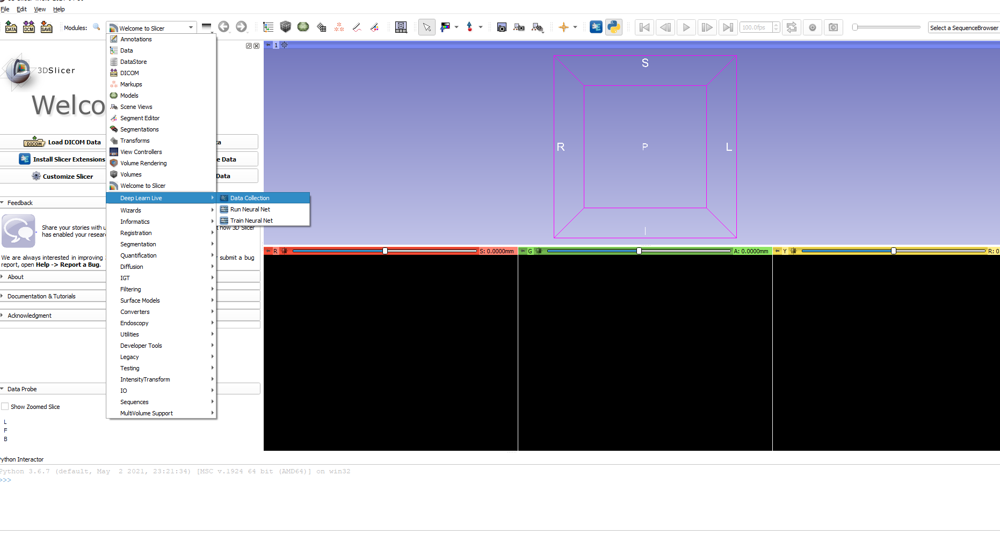 File Edit View Help
DATA DCM SAVE Modules: Welcome to Slicer 100.0fps Select a SequenceBrowser
1
3DSlicer
Welco
Load DICOM Data
DICOM
Install Slicer Extensions
e Data
Customize Slicer
Data
Feedback
Share your stories with u
has enabled your resear
t how 3D Slicer
We are always interested in improving
r submit a bug
report, open Help -> Report a Bug.
About
Documentation & Tutorials
Acknowledgment
Data Probe
Show Zoomed Slice
L
F
B
Annotations
Data
DataStore
DICOM
Markups
Models
Scene Views
Segment Editor
Segmentations
Transforms
View Controllers
Volume Rendering
Volumes
Welcome to Slicer
Deep Learn Live
Wizards
Informatics
Registration
Segmentation
Quantification
Diffusion
IGT
Filtering
Surface Models
Converters
Endoscopy
Utilities
Developer Tools
Legacy
Testing
IntensityTransform
IO
Sequences
MultiVolume Support
Data Collection
Run Neural Net
Train Neural Net
S
R P L
I
R S: 0.0000mm
G A: 0.0000mm
Y R: 0
ython Interactor
Python 3.6.7 (default, May 2 2021, 23:21:34) [MSC v.1924 64 bit (AMD64)] on win32
>>>